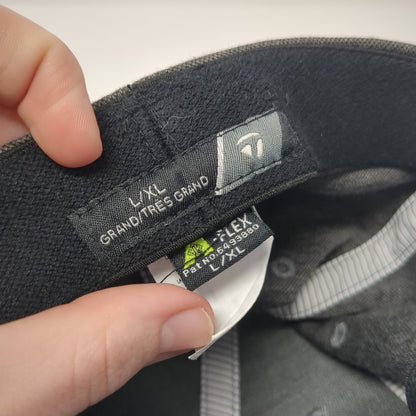 L/XL
GRAND/TRÈS GRAND
-FLEX
Pat No.6493880
L/XL